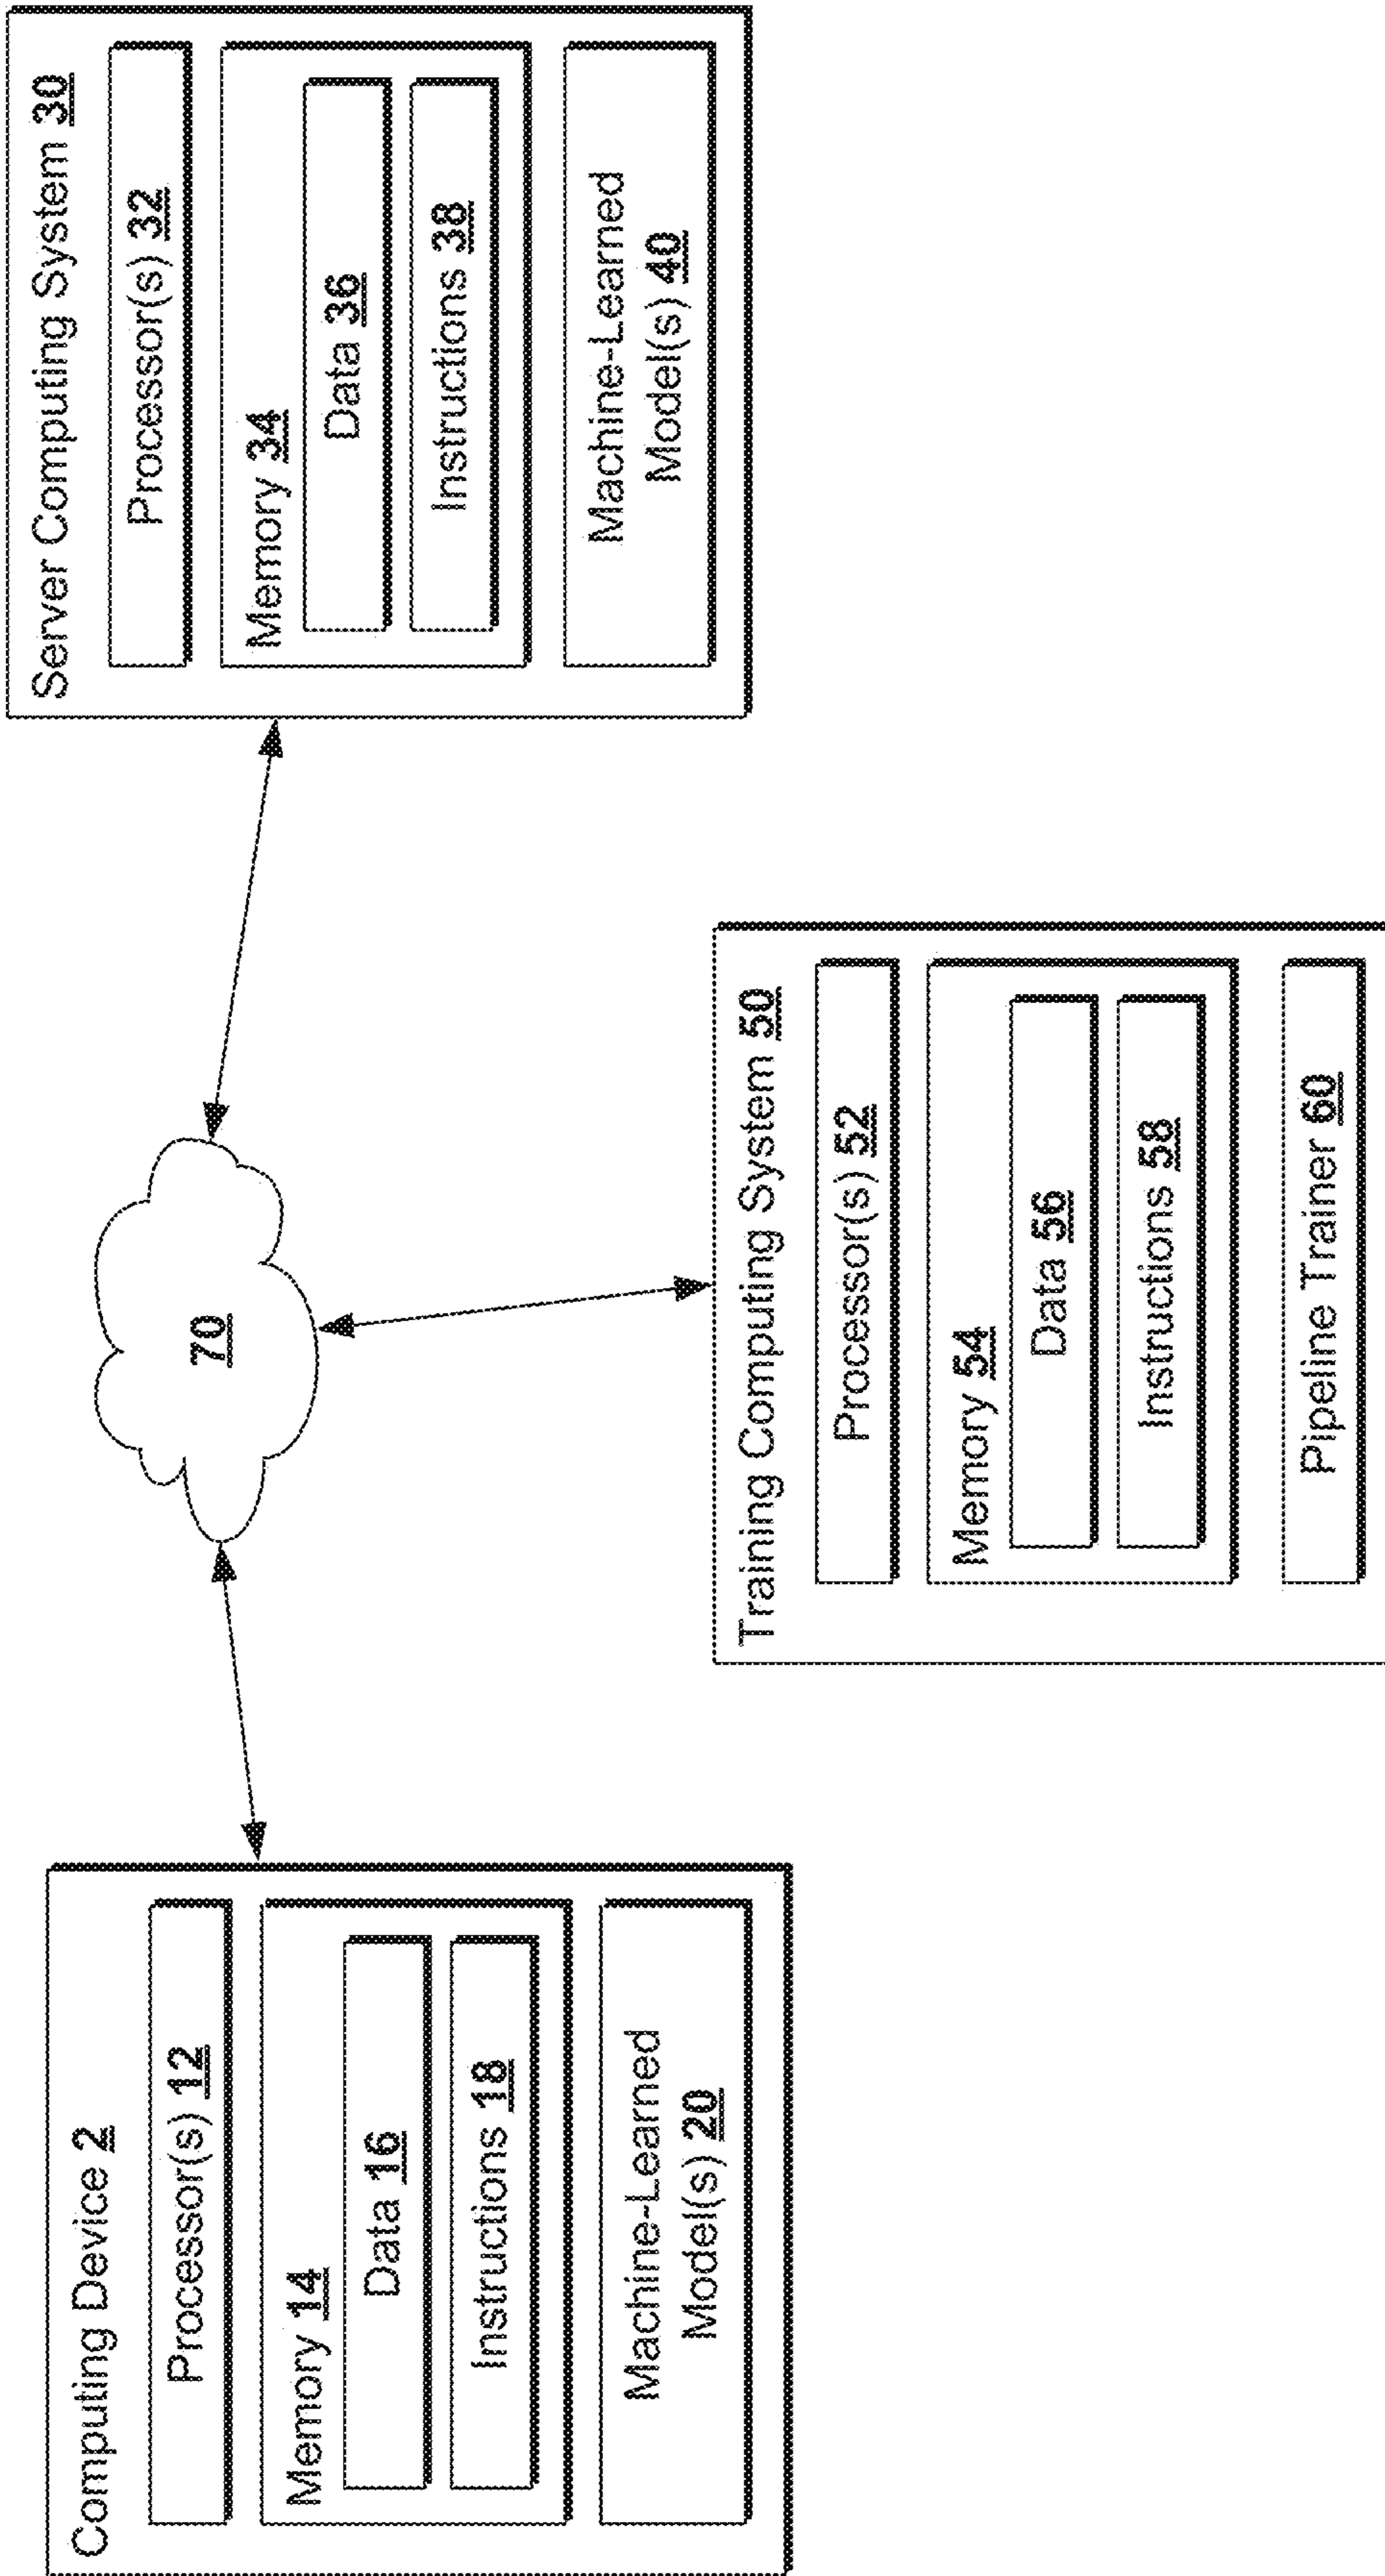 Computing Device 2
Processor(s) 12
Memory 14
Data 16
Instructions 18
Machine-Learned
Model(s) 20
70
Training Computing System 50
Processor(s) 52
Memory 54
Data 56
Instructions 58
Pipeline Trainer 60
Server Computing System 30
Processor(s) 32
Memory 34
Data 36
Instructions 38
Machine-Learned
Model(s) 40